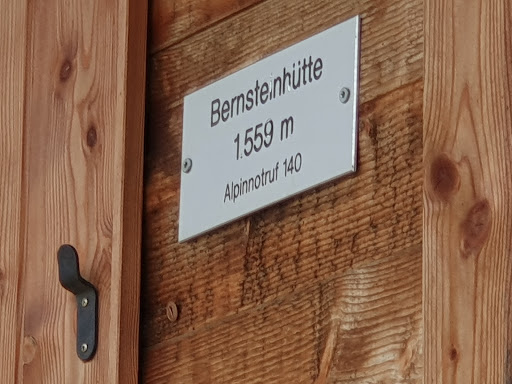 Bernsteinhütte
1.559 m
Alpinnotruf 140